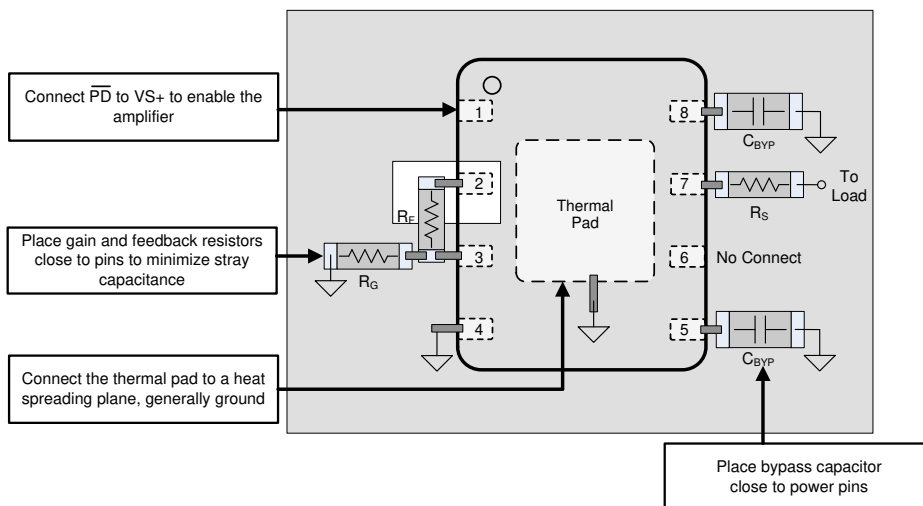 Connect P̅D̅ to VS+ to enable the
amplifier
Place gain and feedback resistors
close to pins to minimize stray
capacitance
Connect the thermal pad to a heat
spreading plane, generally ground
1
2
3
4
R_F
R_G
Thermal
Pad
8
7
6
5
C_BYP
R_S
To
Load
No Connect
C_BYP
Place bypass capacitor
close to power pins